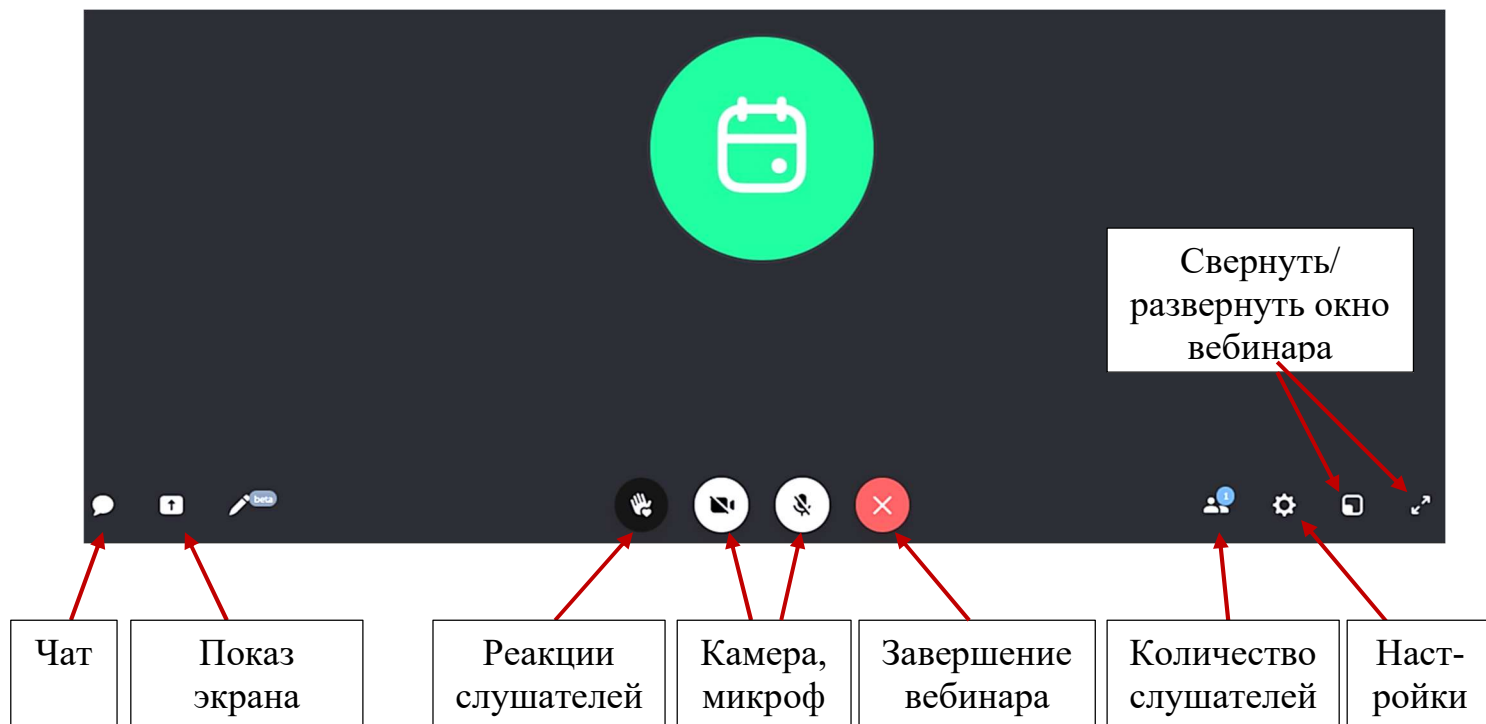 Свернуть/
развернуть окно
вебинара
beta
1
Чат
Показ
экрана
Реакции
слушателей
Камера,
микроф
Завершение
вебинара
Количество
слушателей
Наст-
ройки